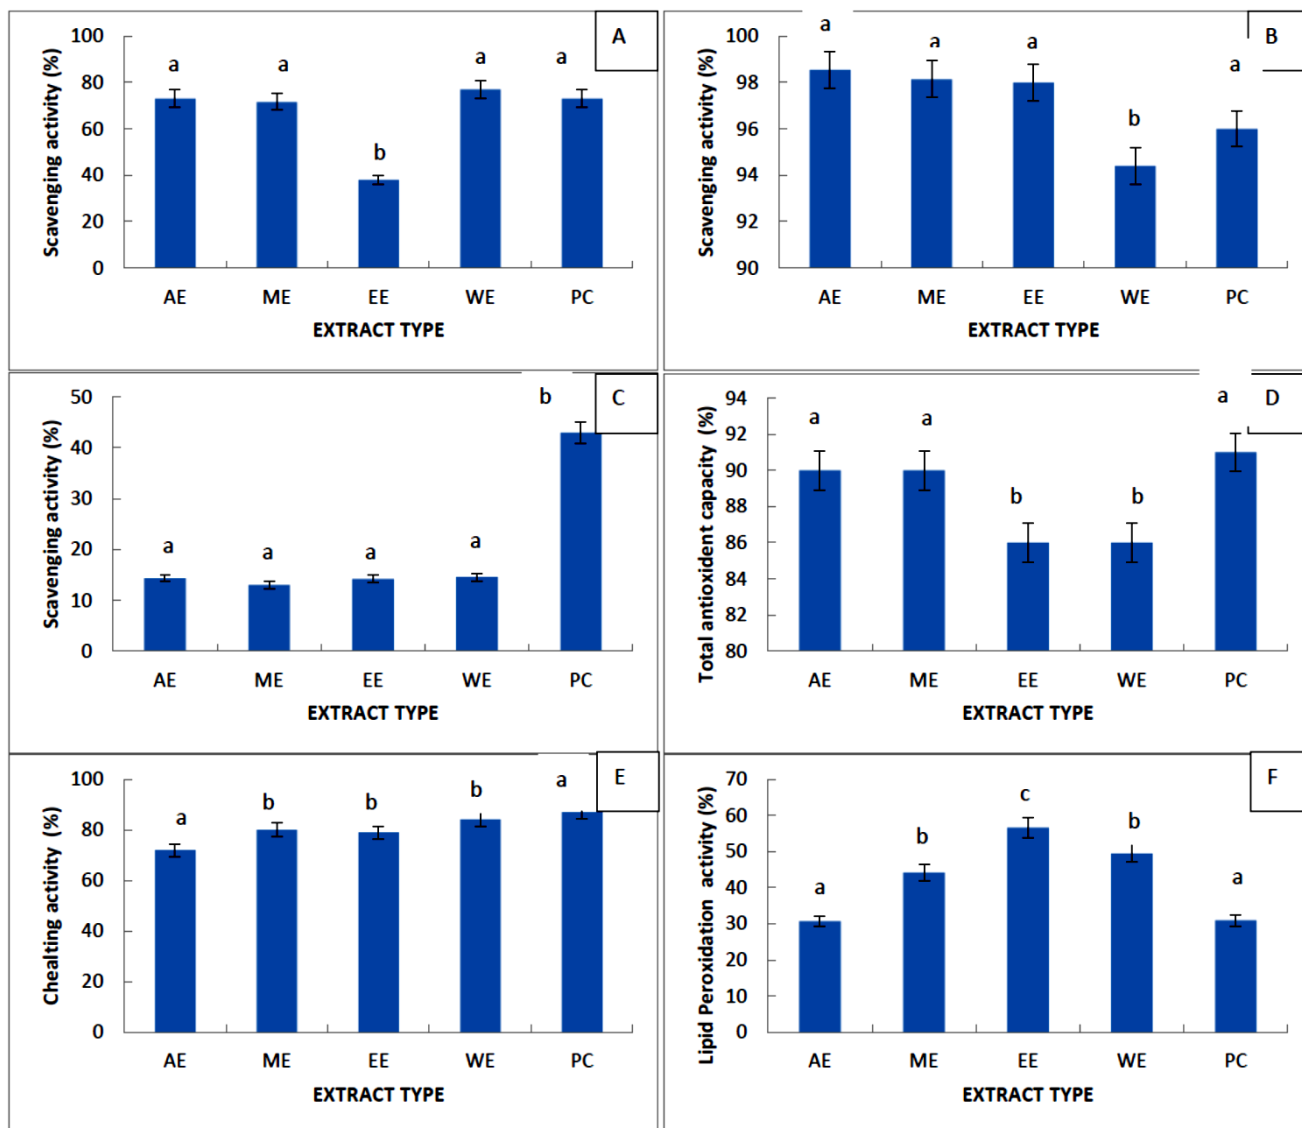 A
Scavenging activity (%)
100
80
60
40
20
0
a
a
b
a
a
AE ME EE WE PC
EXTRACT TYPE
B
Scavenging activity (%)
100
98
96
94
92
90
a
a
a
b
a
AE ME EE WE PC
EXTRACT TYPE
C
Scavenging activity (%)
50
40
30
20
10
0
a
a
a
a
b
AE ME EE WE PC
EXTRACT TYPE
D
Total antioxident capacity (%)
94
92
90
88
86
84
82
80
a
a
b
b
a
AE ME EE WE PC
EXTRACT TYPE
E
Chealting activity (%)
100
80
60
40
20
0
a
b
b
b
a
AE ME EE WE PC
EXTRACT TYPE
F
Lipid Peroxidation activity (%)
70
60
50
40
30
20
10
0
a
b
c
b
a
AE ME EE WE PC
EXTRACT TYPE